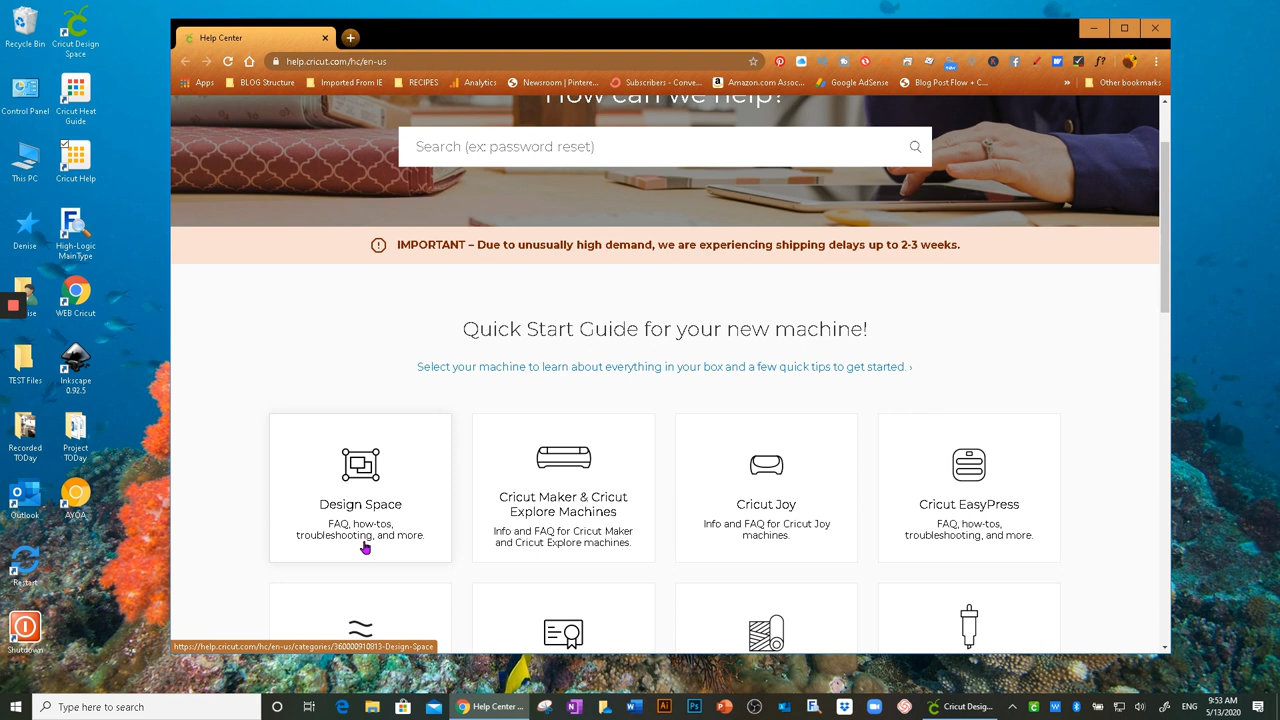 Recycle Bin
Cricut Design Space
Control Panel
Cricut Heat Guide
This PC
Cricut Help
Denise
High-Logic MainType
WEB Cricut
TEST Files
Inkscape 0.92.5
Recorded TODay
Project TODay
Outlook
AYOA
Restart
Shutdown
Help Center
help.cricut.com/hc/en-us
Apps
BLOG Structure
Imported From IE
RECIPES
Analytics
Newsroom | Pintere...
Subscribers - Conve...
Amazon.com Assoc...
Google AdSense
Blog Post Flow + C...
»
Other bookmarks
How can we help?
Search (ex: password reset)
IMPORTANT – Due to unusually high demand, we are experiencing shipping delays up to 2-3 weeks.
Quick Start Guide for your new machine!
Select your machine to learn about everything in your box and a few quick tips to get started. ›
Design Space
FAQ, how-tos,
troubleshooting, and more.
Cricut Maker & Cricut
Explore Machines
Info and FAQ for Cricut Maker
and Cricut Explore machines.
Cricut Joy
Info and FAQ for Cricut Joy
machines.
Cricut EasyPress
FAQ, how-tos,
troubleshooting, and more.
https://help.cricut.com/hc/en-us/categories/360000910813-Design-Space
Type here to search
Help Center ...
Cricut Desig...
ENG
9:53 AM
5/13/2020